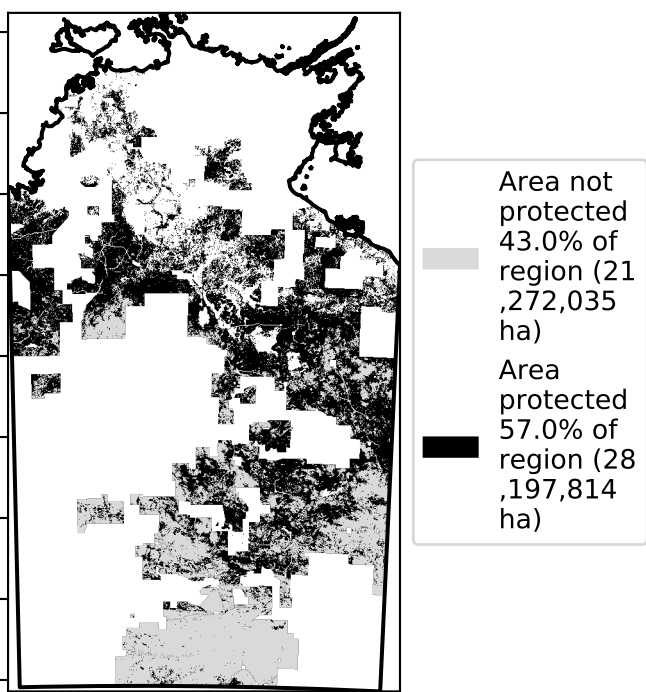 Area not
protected
43.0% of
region (21
,272,035
ha)
Area
protected
57.0% of
region (28
,197,814
ha)